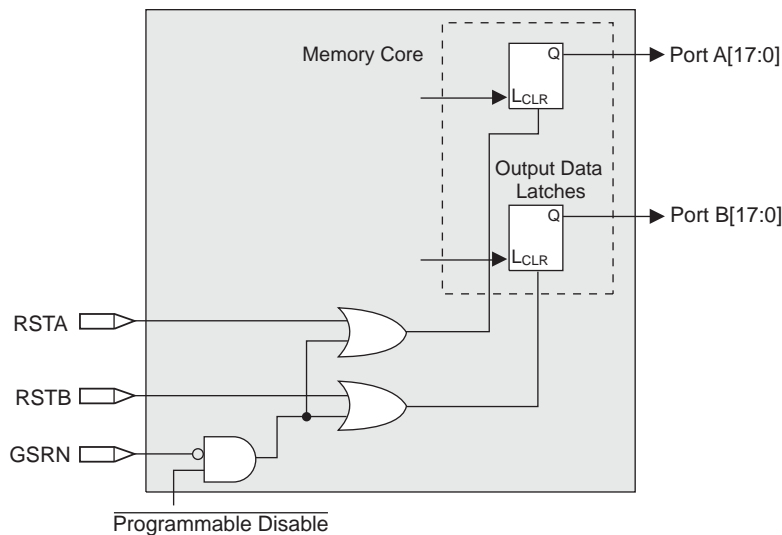 Memory Core
Q
Port A[17:0]
LCLR
Output Data
Latches
Q
Port B[17:0]
LCLR
RSTA
RSTB
GSRN
Programmable Disable